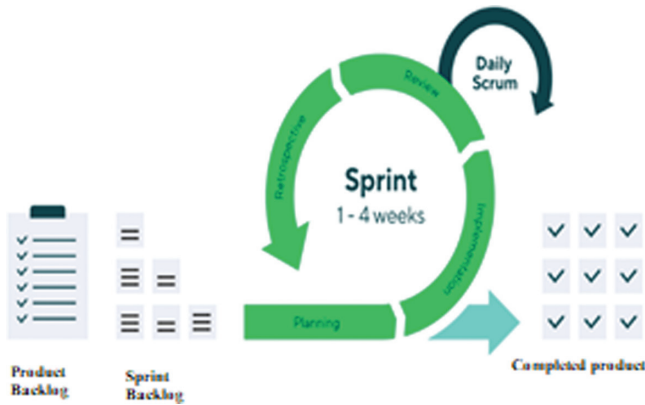 Daily
Scrum
Review
Retrospective
Sprint
1 - 4 weeks
Implementation
Planning
Product
Backlog
Sprint
Backlog
Completed product